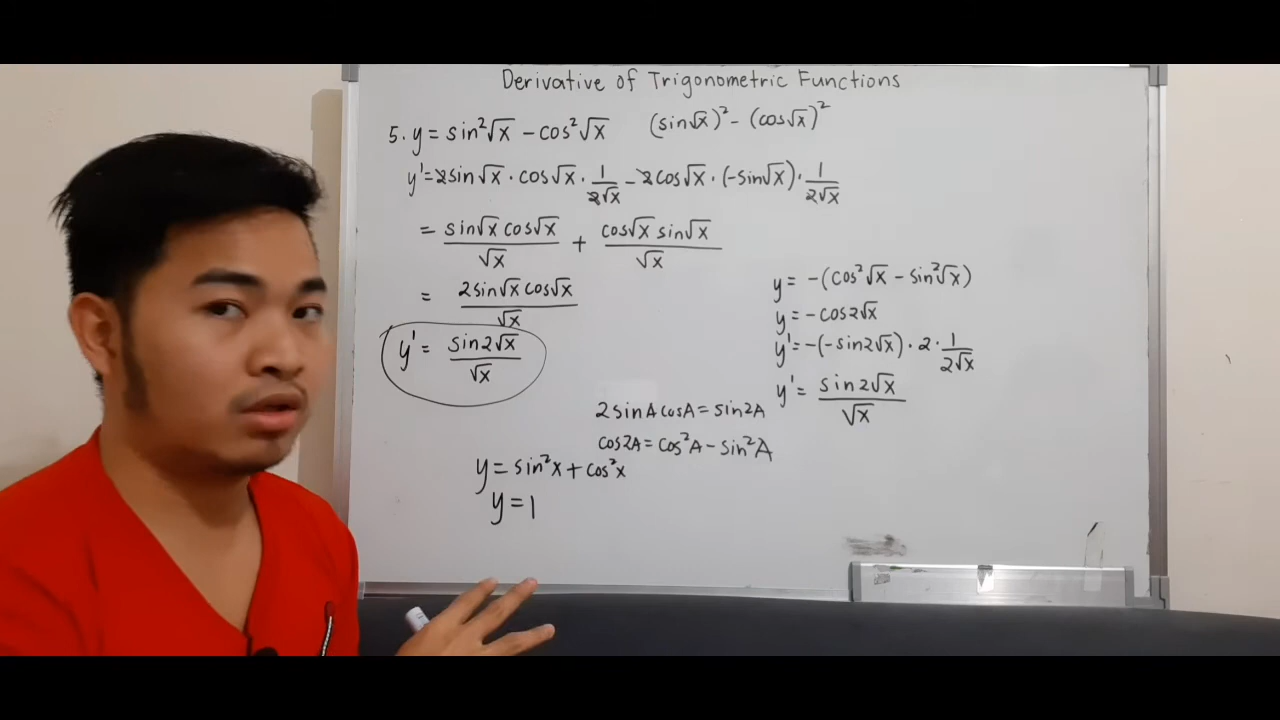 Derivative of Trigonometric Functions
5. y = sin²√x − cos²√x (sin√x)² − (cos√x)²
y' = 2sin√x · cos√x · 1/2√x − 2cos√x · (−sin√x) · 1/2√x
= sin√x cos√x/√x + cos√x sin√x/√x
= 2sin√x cos√x/√x
y' = sin2√x/√x
y = −(cos²√x − sin²√x)
y = −cos2√x
y' = −(−sin2√x) · 2 · 1/2√x
y' = sin2√x/√x
2sinAcosA = sin2A
cos2A = cos²A − sin²A
y = sin²x + cos²x
y = 1